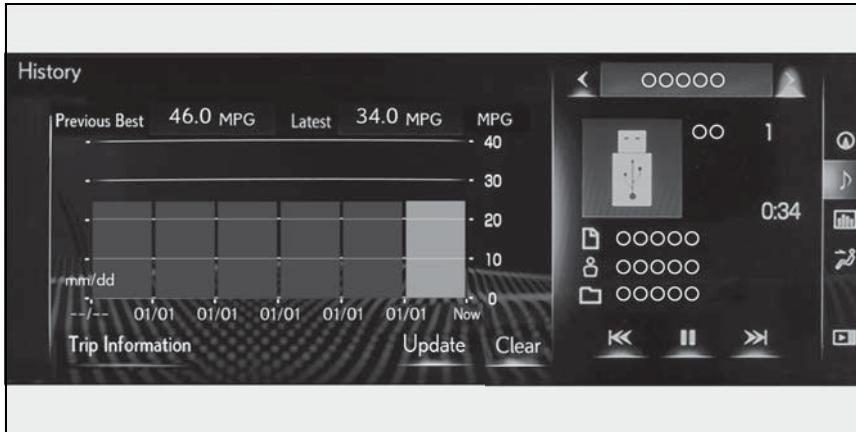 History
Previous Best 46.0 MPG Latest 34.0 MPG MPG
40
30
20
10
0
mm/dd
--/-- 01/01 01/01 01/01 01/01 01/01 Now
Trip Information Update Clear
OOOOO
OO 1
0:34
OOOOO
OOOOO
OOOOO